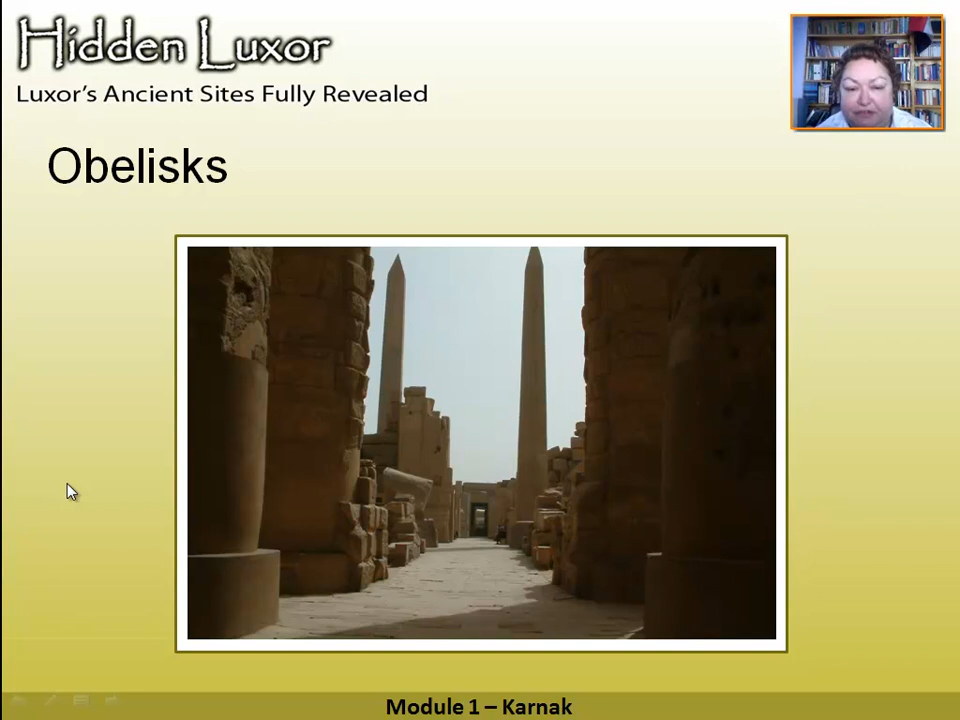 Hidden Luxor
Luxor's Ancient Sites Fully Revealed
Obelisks
Module 1 – Karnak